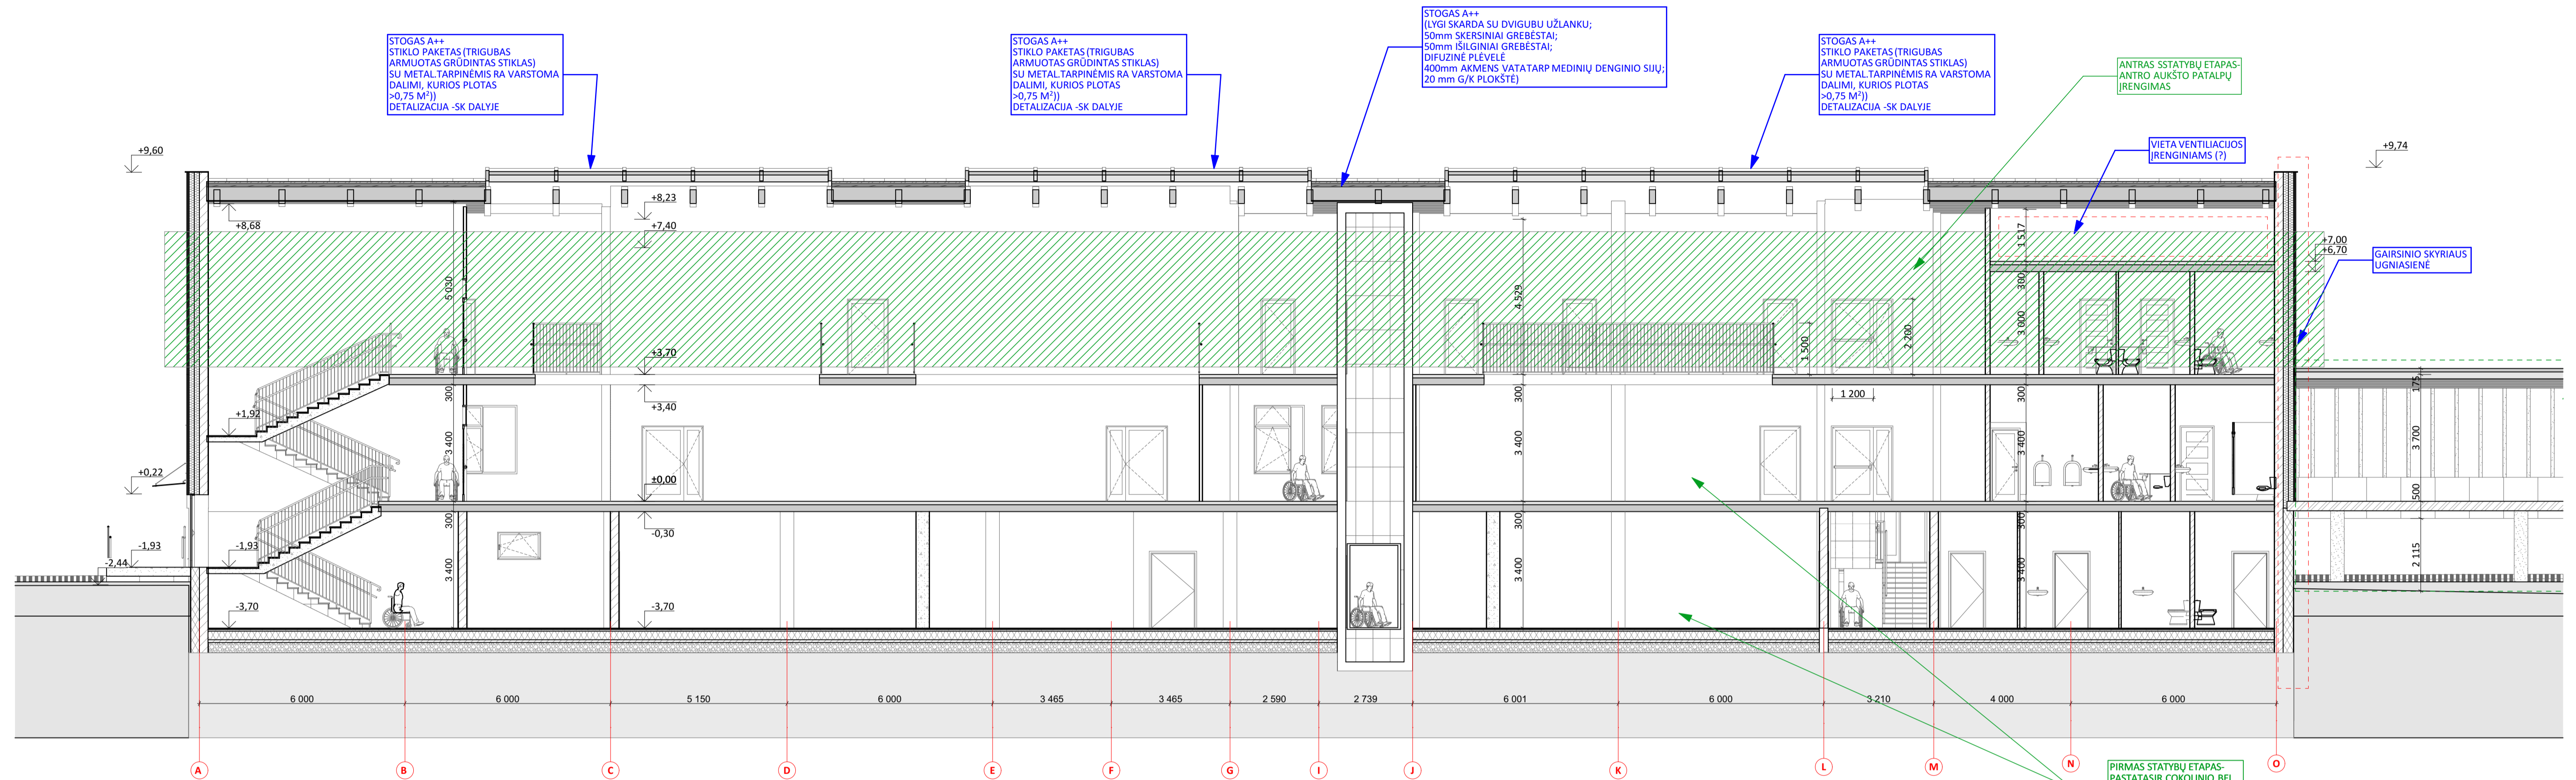 STOGAS A++
STIKLO PAKETAS (TRIGUBAS
ARMUOTAS GRŪDINTAS STIKLAS)
SU METAL.TARPINĖMIS RA VARSTOMA
DALIMI, KURIOS PLOTAS
>0,75 M²))
DETALIZACIJA -SK DALYJE
STOGAS A++
STIKLO PAKETAS (TRIGUBAS
ARMUOTAS GRŪDINTAS STIKLAS)
SU METAL.TARPINĖMIS RA VARSTOMA
DALIMI, KURIOS PLOTAS
>0,75 M²))
DETALIZACIJA -SK DALYJE
STOGAS A++
(LYGI SKARDA SU DVIGUBU UŽLANKU;
50mm SKERSINIAI GREBĖSTAI;
50mm IŠILGINIAI GREBĖSTAI;
DIFUZINĖ PLĖVELĖ
400mm AKMENS VATATARP MEDINIŲ DENGINIO SIJŲ;
20 mm G/K PLOKŠTĖ)
STOGAS A++
STIKLO PAKETAS (TRIGUBAS
ARMUOTAS GRŪDINTAS STIKLAS)
SU METAL.TARPINĖMIS RA VARSTOMA
DALIMI, KURIOS PLOTAS
>0,75 M²))
DETALIZACIJA -SK DALYJE
ANTRAS SSTATYBŲ ETAPAS-
ANTRO AUKŠTO PATALPŲ
ĮRENGIMAS
VIETA VENTILIACIJOS
ĮRENGINIAMS (?)
GAIRSINIO SKYRIAUS
UGNIASIENĖ
+9,60
+9,74
+8,68
+8,23
+7,40
+7,00
+6,70
1 517
5 030
4 529
300
3 000
2 200
1 500
+3,70
+3,40
300
300
300
1 200
175
+1,92
3 400
3 400
3 400
3 700
+0,22
±0,00
500
-0,30
300
300
300
-1,93
-1,93
-2,44
3 400
3 400
3 400
2 115
-3,70
-3,70
6 000
6 000
5 150
6 000
3 465
3 465
2 590
2 739
6 001
6 000
3 210
4 000
6 000
A
B
C
D
E
F
G
I
J
K
L
M
N
O
PIRMAS STATYBŲ ETAPAS-
PASTATASIR COKOLINIO BEI